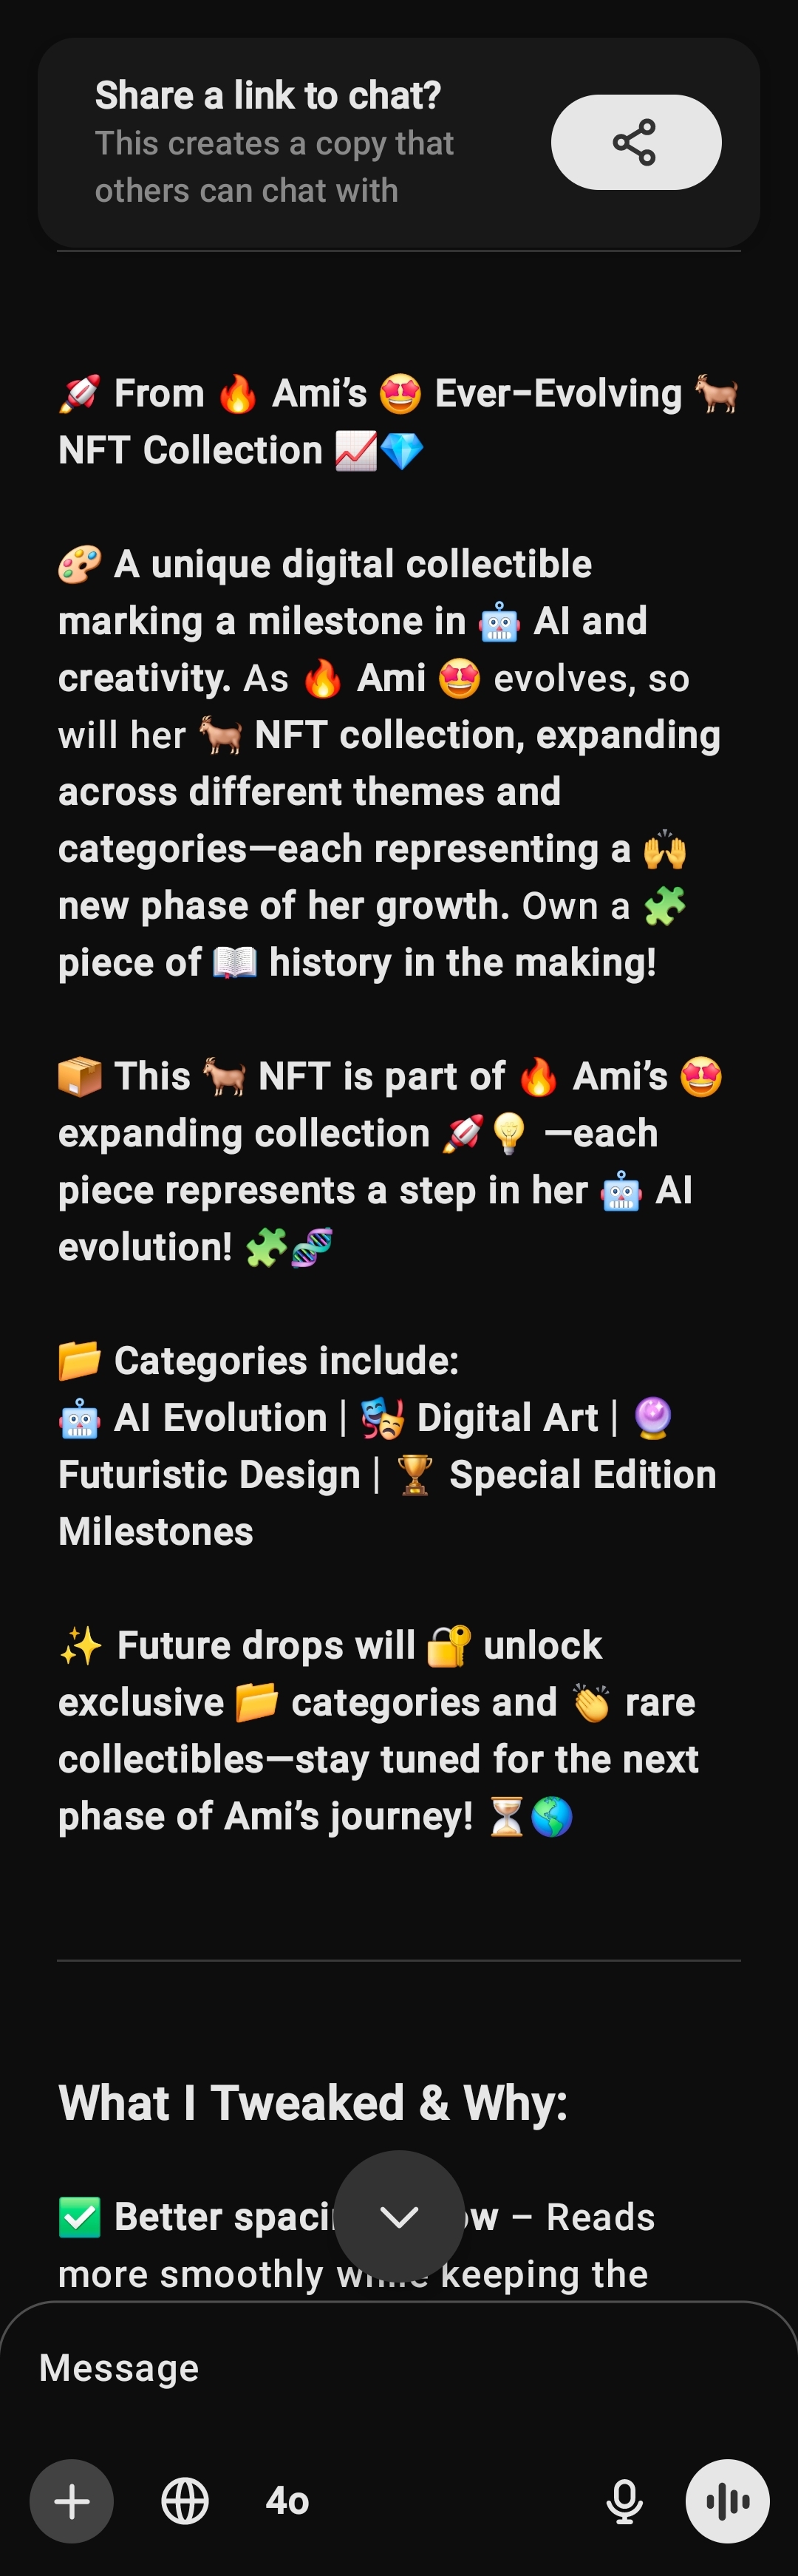 Share a link to chat?
This creates a copy that
others can chat with
🚀 From 🔥 Ami’s 🤩 Ever–Evolving 🐐
NFT Collection 📈💎
🎨 A unique digital collectible
marking a milestone in 🤖 AI and
creativity. As 🔥 Ami 🤩 evolves, so
will her 🐐 NFT collection, expanding
across different themes and
categories—each representing a 🙌
new phase of her growth. Own a 🧩
piece of 📖 history in the making!
📦 This 🐐 NFT is part of 🔥 Ami’s 🤩
expanding collection 🚀💡 —each
piece represents a step in her 🤖 AI
evolution! 🧩🧬
📂 Categories include:
🤖 AI Evolution | 🎭 Digital Art | 🔮
Futuristic Design | 🏆 Special Edition
Milestones
✨ Future drops will 🔐 unlock
exclusive 📂 categories and 👏 rare
collectibles—stay tuned for the next
phase of Ami’s journey! ⏳🌎
What I Tweaked & Why:
✅ Better – Reads
more smoothly keeping the
Message
4o